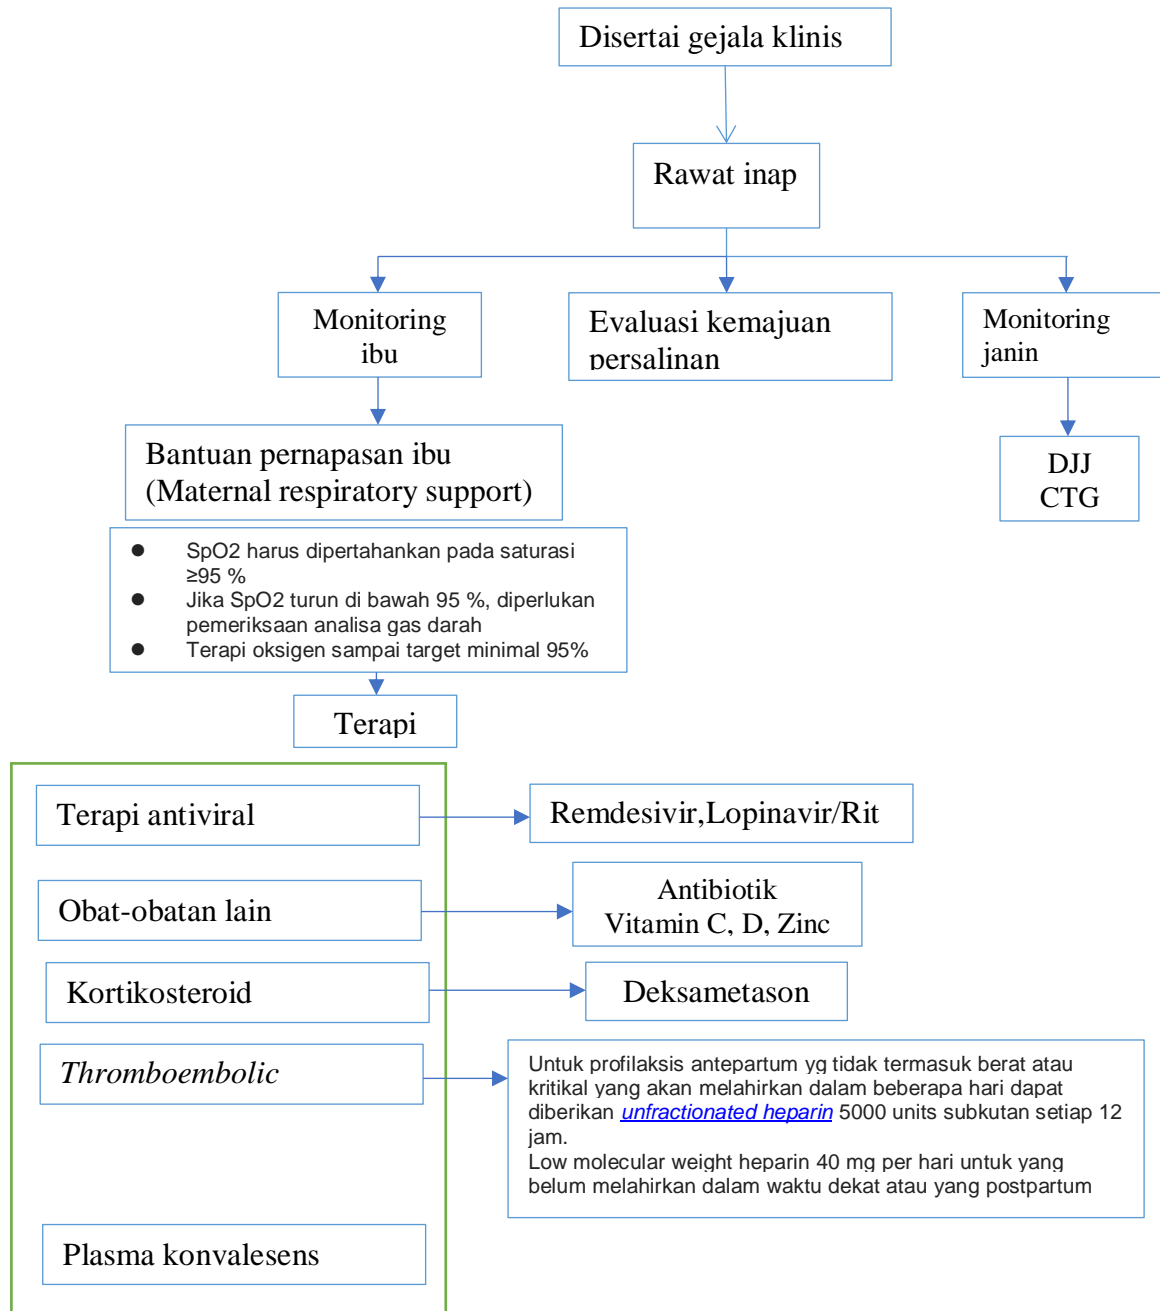 Disertai gejala klinis
Rawat inap
Monitoring
ibu
Evaluasi kemajuan
persalinan
Monitoring
janin
Bantuan pernapasan ibu
(Maternal respiratory support)
DJJ
CTG
● SpO2 harus dipertahankan pada saturasi
≥95 %
● Jika SpO2 turun di bawah 95 %, diperlukan
pemeriksaan analisa gas darah
● Terapi oksigen sampai target minimal 95%
Terapi
Terapi antiviral
Remdesivir,Lopinavir/Rit
Obat-obatan lain
Antibiotik
Vitamin C, D, Zinc
Kortikosteroid
Deksametason
Thromboembolic
Untuk profilaksis antepartum yg tidak termasuk berat atau
kritikal yang akan melahirkan dalam beberapa hari dapat
diberikan unfractionated heparin 5000 units subkutan setiap 12
jam.
Low molecular weight heparin 40 mg per hari untuk yang
belum melahirkan dalam waktu dekat atau yang postpartum
Plasma konvalesens